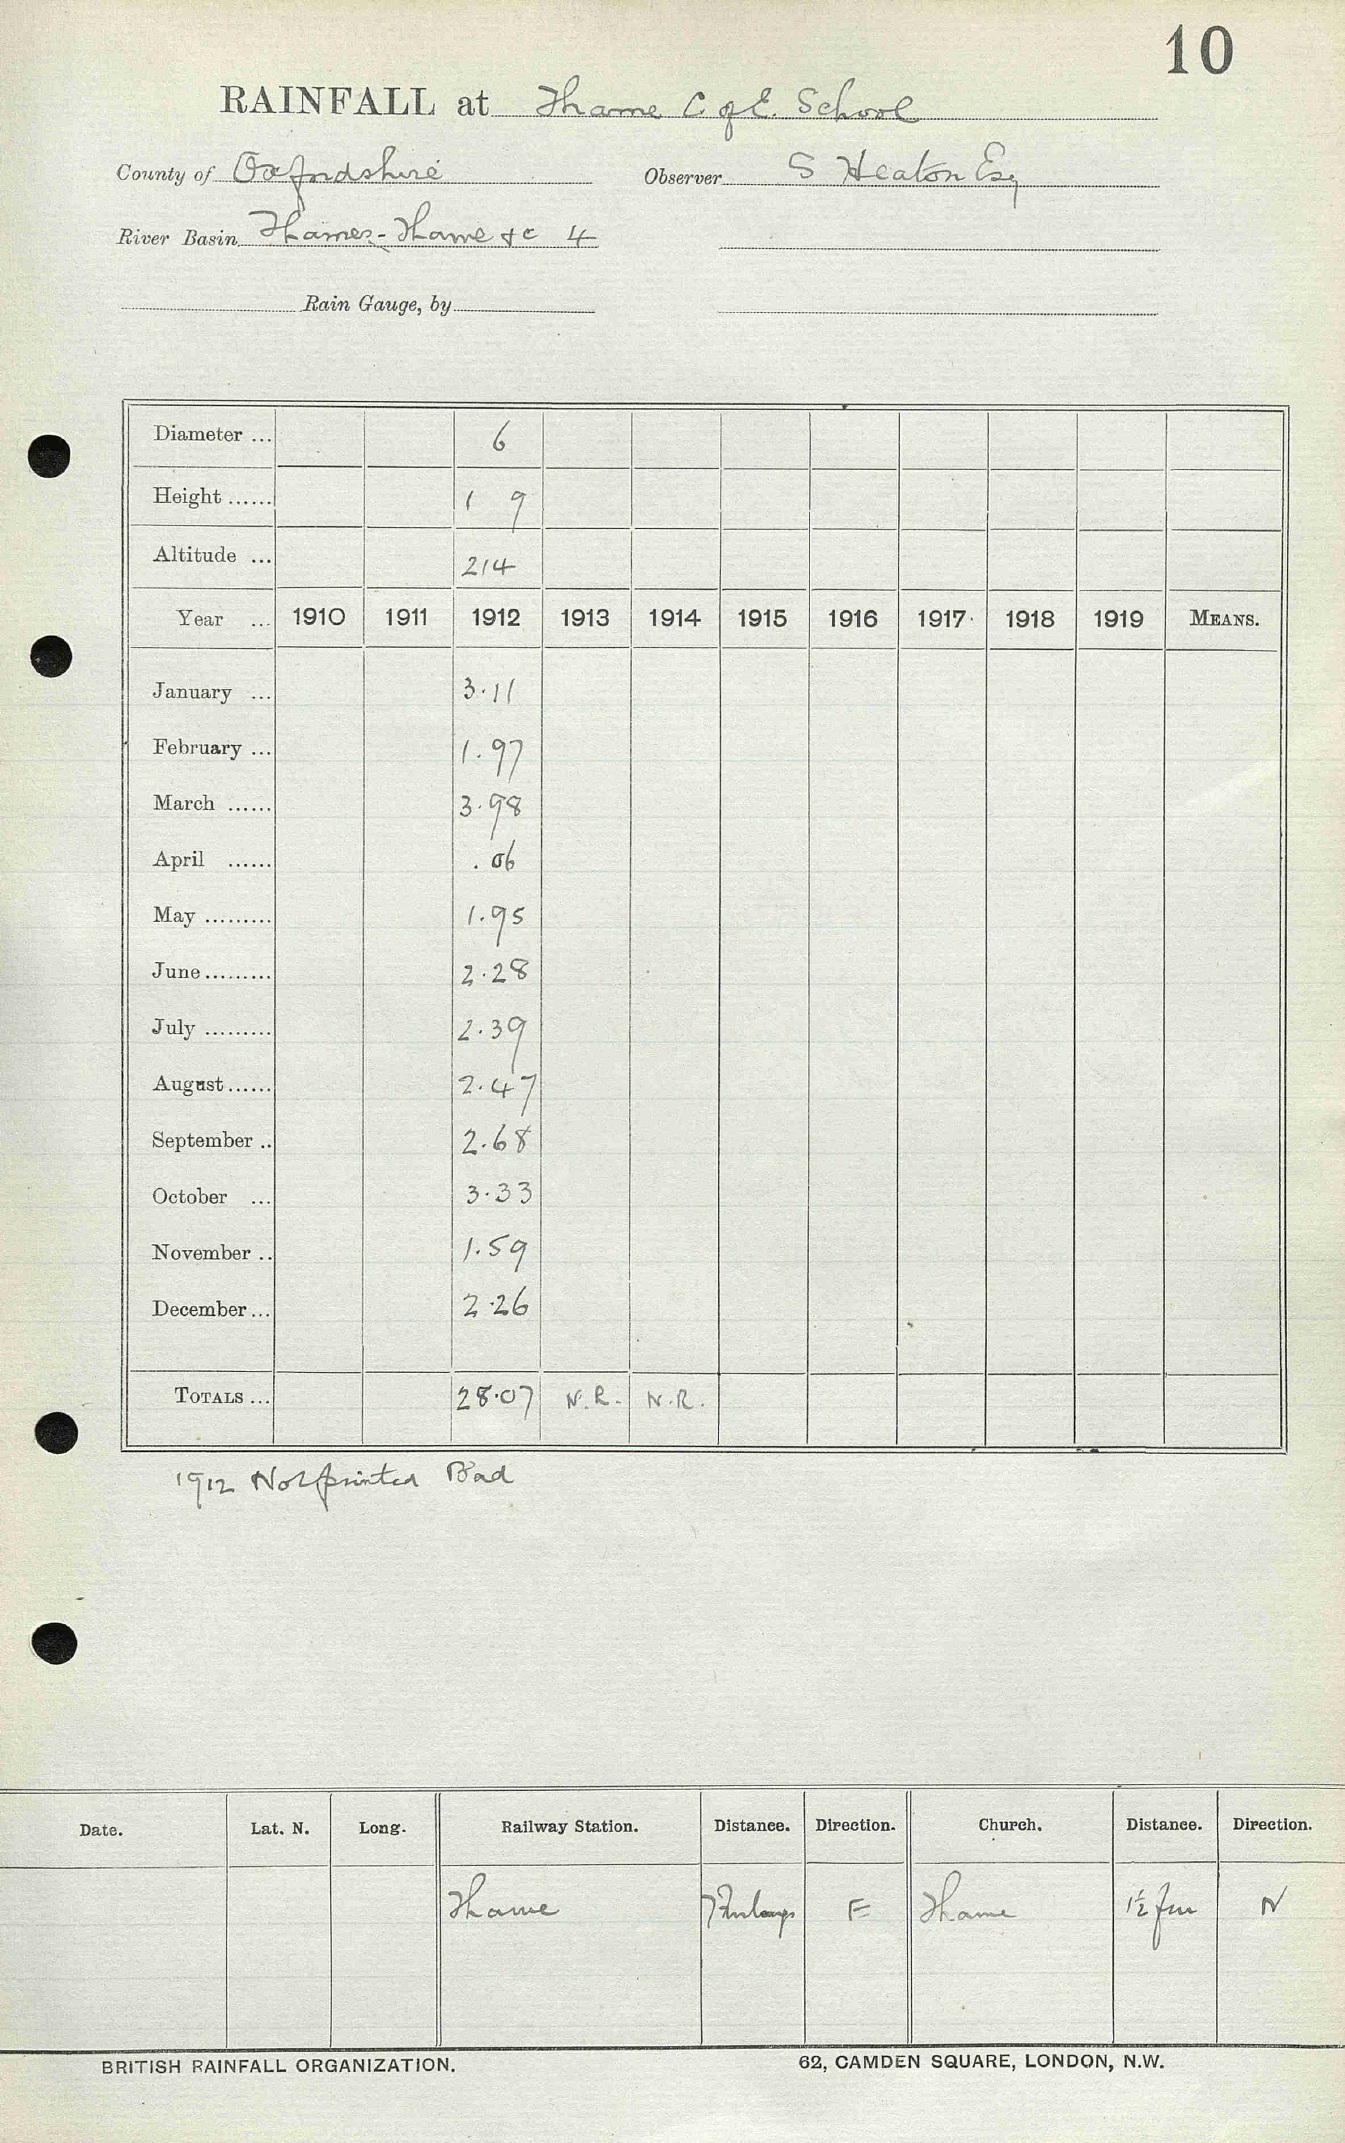 10
RAINFALL at Thame C of E. School
County of Oxfordshire Observer S Heaton Esq
River Basin Thames - Thame &c 4
Rain Gauge, by
Diameter ... 6
Height ...... 1 9
Altitude ... 214
Year ... 1910 1911 1912 1913 1914 1915 1916 1917 1918 1919 MEANS.
January ... 3.11
February ... 1.97
March ...... 3.98
April ...... .06
May ......... 1.95
June ......... 2.28
July ......... 2.39
August ...... 2.47
September .. 2.68
October ... 3.33
November .. 1.59
December ... 2.26
TOTALS ... 28.07 N.R. N.R.
1912 Not printed Bad
Date. Lat. N. Long. Railway Station. Distance. Direction. Church. Distance. Direction.
Thame 7 Furlongs E Thame 1½ fur N
BRITISH RAINFALL ORGANIZATION. 62, CAMDEN SQUARE, LONDON, N.W.